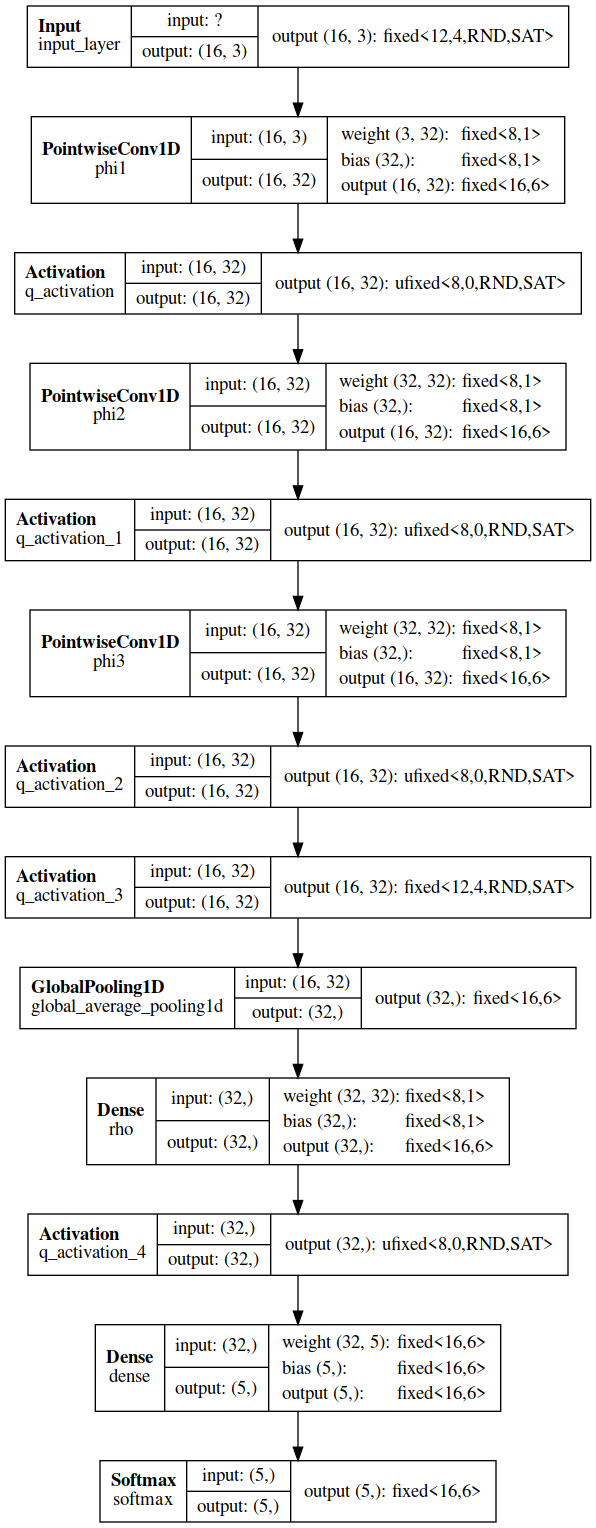 Input
input_layer
input: ?
output: (16, 3)
output (16, 3): fixed<12,4,RND,SAT>
PointwiseConv1D
phi1
input: (16, 3)
output: (16, 32)
weight (3, 32): fixed<8,1>
bias (32,): fixed<8,1>
output (16, 32): fixed<16,6>
Activation
q_activation
input: (16, 32)
output: (16, 32)
output (16, 32): ufixed<8,0,RND,SAT>
PointwiseConv1D
phi2
input: (16, 32)
output: (16, 32)
weight (32, 32): fixed<8,1>
bias (32,): fixed<8,1>
output (16, 32): fixed<16,6>
Activation
q_activation_1
input: (16, 32)
output: (16, 32)
output (16, 32): ufixed<8,0,RND,SAT>
PointwiseConv1D
phi3
input: (16, 32)
output: (16, 32)
weight (32, 32): fixed<8,1>
bias (32,): fixed<8,1>
output (16, 32): fixed<16,6>
Activation
q_activation_2
input: (16, 32)
output: (16, 32)
output (16, 32): ufixed<8,0,RND,SAT>
Activation
q_activation_3
input: (16, 32)
output: (16, 32)
output (16, 32): fixed<12,4,RND,SAT>
GlobalPooling1D
global_average_pooling1d
input: (16, 32)
output: (32,)
output (32,): fixed<16,6>
Dense
rho
input: (32,)
output: (32,)
weight (32, 32): fixed<8,1>
bias (32,): fixed<8,1>
output (32,): fixed<16,6>
Activation
q_activation_4
input: (32,)
output: (32,)
output (32,): ufixed<8,0,RND,SAT>
Dense
dense
input: (32,)
output: (5,)
weight (32, 5): fixed<16,6>
bias (5,): fixed<16,6>
output (5,): fixed<16,6>
Softmax
softmax
input: (5,)
output: (5,)
output (5,): fixed<16,6>